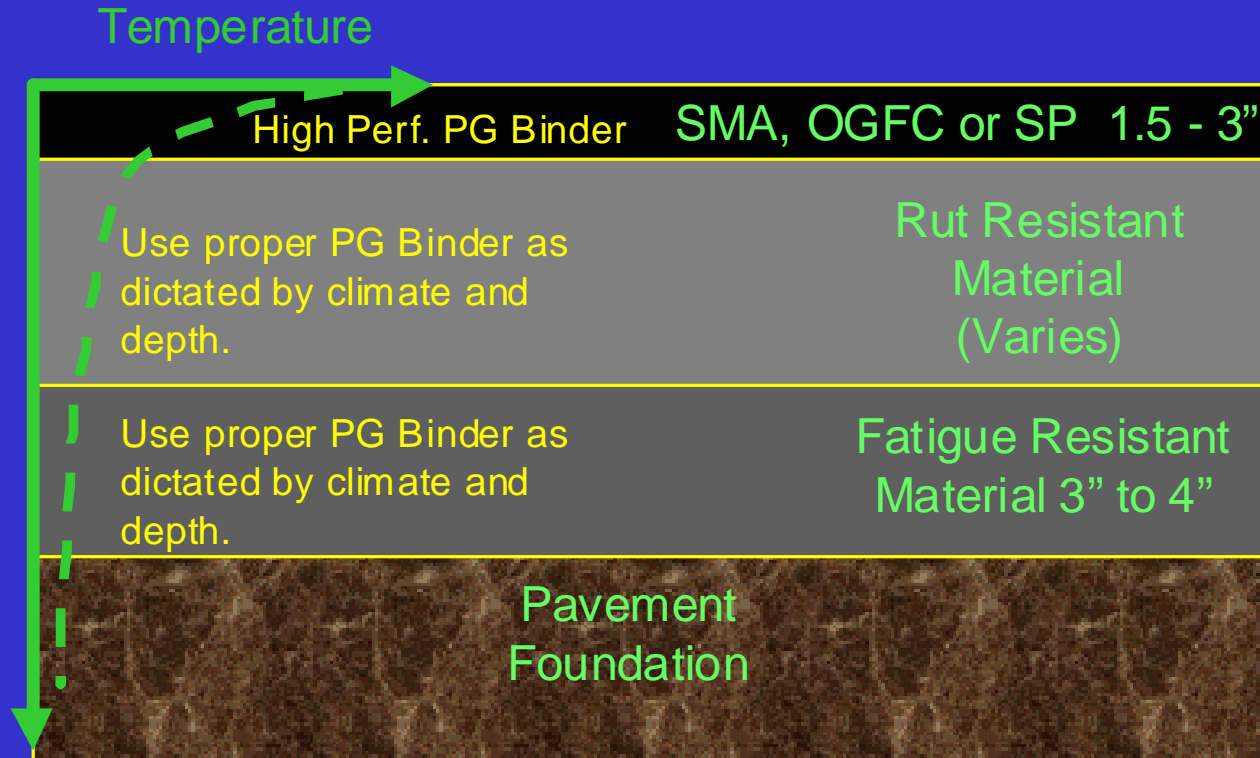 Temperature
High Perf. PG Binder
SMA, OGFC or SP 1.5 - 3”
Use proper PG Binder as
dictated by climate and
depth.
Rut Resistant
Material
(Varies)
Use proper PG Binder as
dictated by climate and
depth.
Fatigue Resistant
Material 3” to 4”
Pavement
Foundation